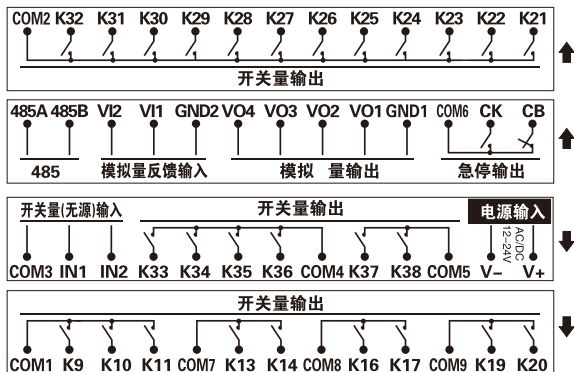 COM2 K32 K31 K30 K29 K28 K27 K26 K25 K24 K23 K22 K21
开关量输出
485A 485B VI2 VI1 GND2 VO4 VO3 VO2 VO1 GND1 COM6 CK CB
485 模拟量反馈输入 模拟 量输出 急停输出
开关量(无源)输入 开关量输出 电源输入
AC/DC
12-24V
COM3 IN1 IN2 K33 K34 K35 K36 COM4 K37 K38 COM5 V- V+
开关量输出
COM1 K9 K10 K11 COM7 K13 K14 COM8 K16 K17 COM9 K19 K20